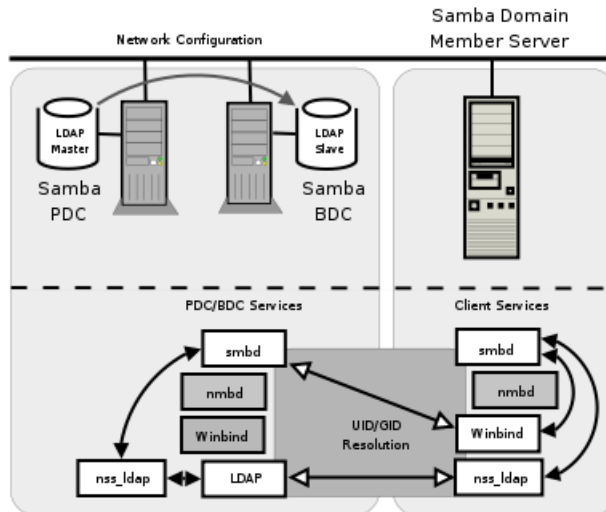 Samba Domain
Member Server
Network Configuration
LDAP
Master
LDAP
Slave
Samba
PDC
Samba
BDC
PDC/BDC Services
Client Services
smbd
smbd
nmbd
nmbd
Winbind
UID/GID
Resolution
Winbind
nss_ldap
LDAP
nss_ldap